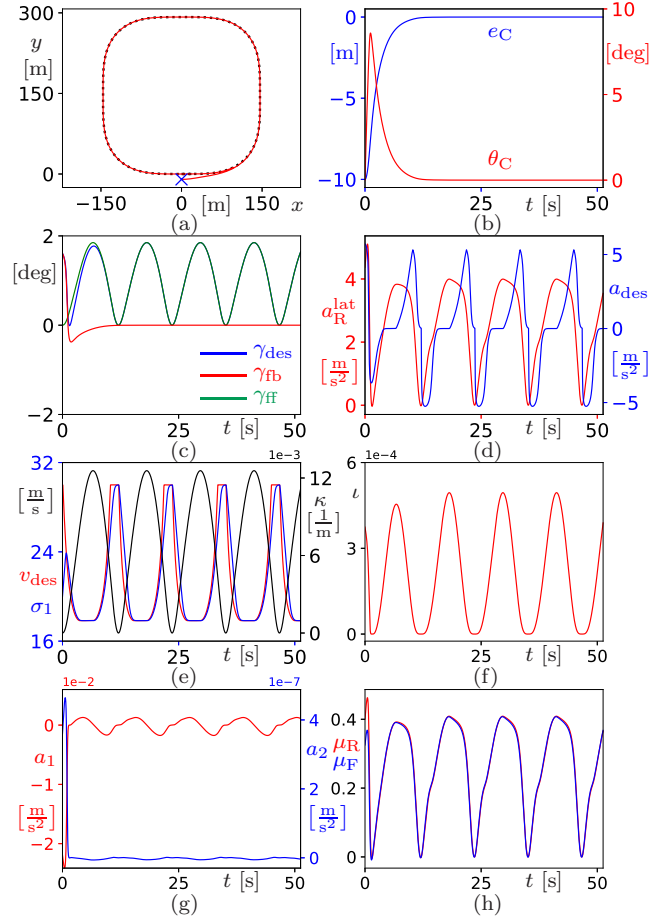 300
y
[m]
150
0
−150
[m]
150
x
(a)
0
[m]
−5
−10
e_C
θ_C
10
[deg]
5
0
0
25
t [s]
50
(b)
2
[deg]
0
−2
γ_des
γ_fb
γ_ff
0
25
t [s]
50
(c)
4
a_R^lat
2
[m/s2]
0
5
a_des
0
[m/s2]
−5
0
25
t [s]
50
(d)
32
[m/s]
24
v_des
σ_1
16
1e−3
12
κ
[1/m]
6
0
0
25
t [s]
50
(e)
6
1e−4
ι
3
0
0
25
t [s]
50
(f)
1e−2
0
a_1
−1
[m/s2]
−2
1e−7
4
a_2
2
[m/s2]
0
0
25
t [s]
50
(g)
0.4
μ_R
μ_F
0.2
0
0
25
t [s]
50
(h)